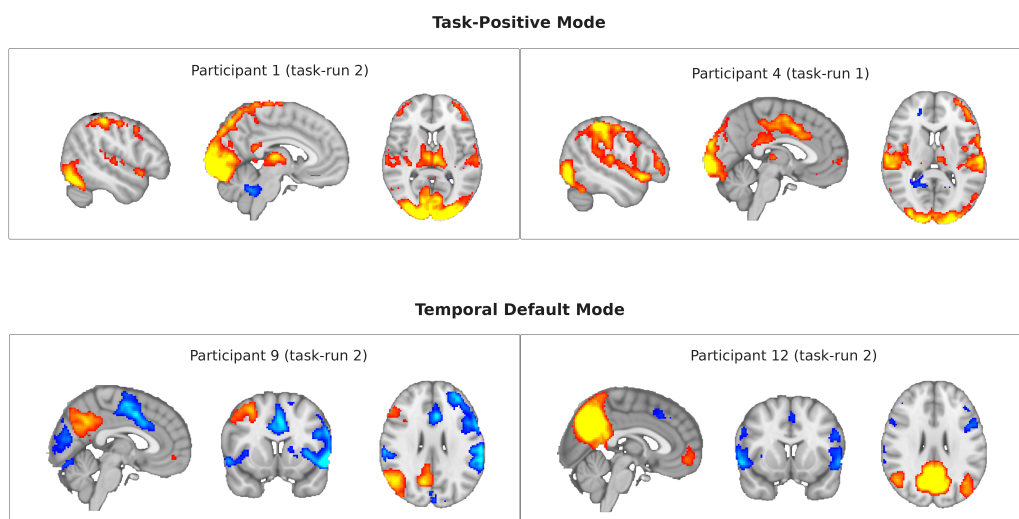 Task-Positive Mode
Participant 1 (task-run 2)
Participant 4 (task-run 1)
Temporal Default Mode
Participant 9 (task-run 2)
Participant 12 (task-run 2)